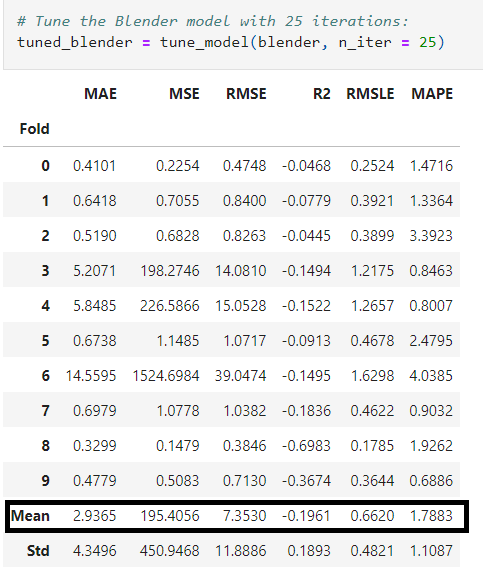 # Tune the Blender model with 25 iterations:
tuned_blender = tune_model(blender, n_iter = 25)
MAE MSE RMSE R2 RMSLE MAPE
Fold
0 0.4101 0.2254 0.4748 -0.0468 0.2524 1.4716
1 0.6418 0.7055 0.8400 -0.0779 0.3921 1.3364
2 0.5190 0.6828 0.8263 -0.0445 0.3899 3.3923
3 5.2071 198.2746 14.0810 -0.1494 1.2175 0.8463
4 5.8485 226.5866 15.0528 -0.1522 1.2657 0.8007
5 0.6738 1.1485 1.0717 -0.0913 0.4678 2.4795
6 14.5595 1524.6984 39.0474 -0.1495 1.6298 4.0385
7 0.6979 1.0778 1.0382 -0.1836 0.4622 0.9032
8 0.3299 0.1479 0.3846 -0.6983 0.1785 1.9262
9 0.4779 0.5083 0.7130 -0.3674 0.3644 0.6886
Mean 2.9365 195.4056 7.3530 -0.1961 0.6620 1.7883
Std 4.3496 450.9468 11.8886 0.1893 0.4821 1.1087